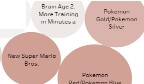 Brain Age 2:
More Training
in Minutes a
Pokemon
Gold/Pokemon
Silver
New Super Mario
Bros.
Pokemon
Red/Pokemon Blue